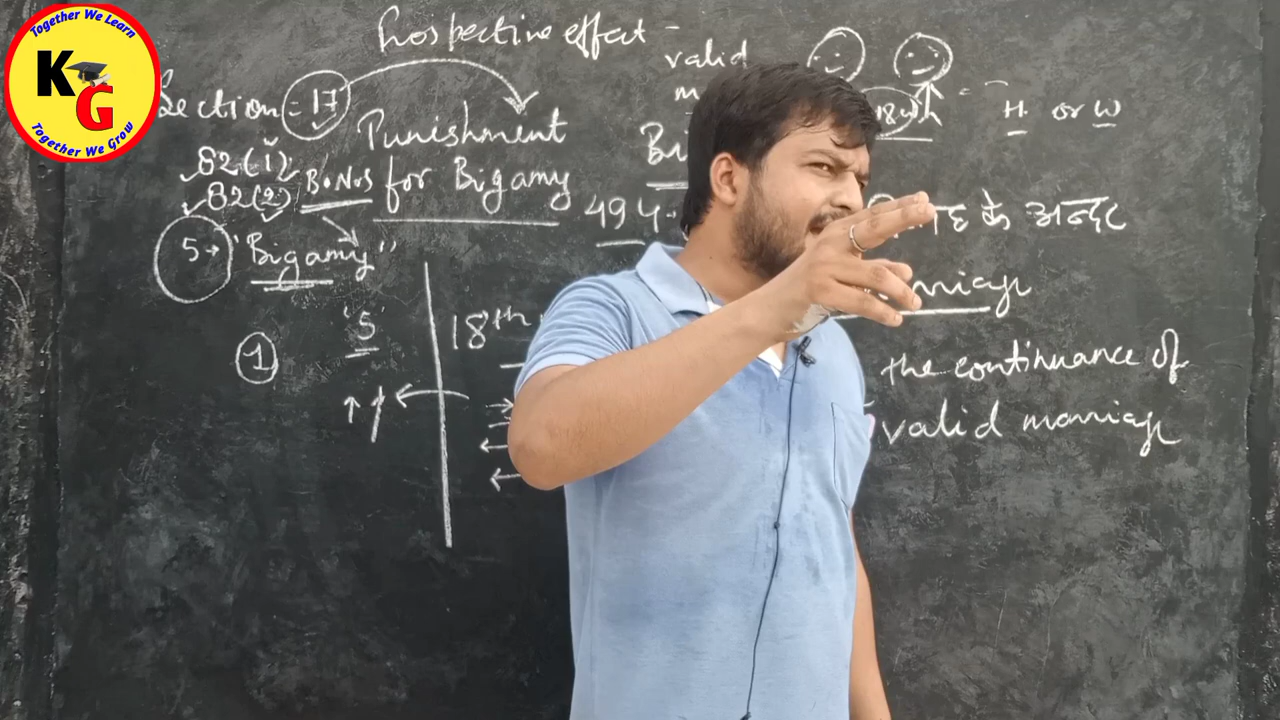 Together We Learn
KG
Together We Grow
Prospective effect -
valid
Section = 17
Punishment
for Bigamy
82(1)
82(2) B.N.S
5→ "Bigamy"
Bi
494
H or W
के अन्दर
①
'5'
18th
the continuance of
valid marriage